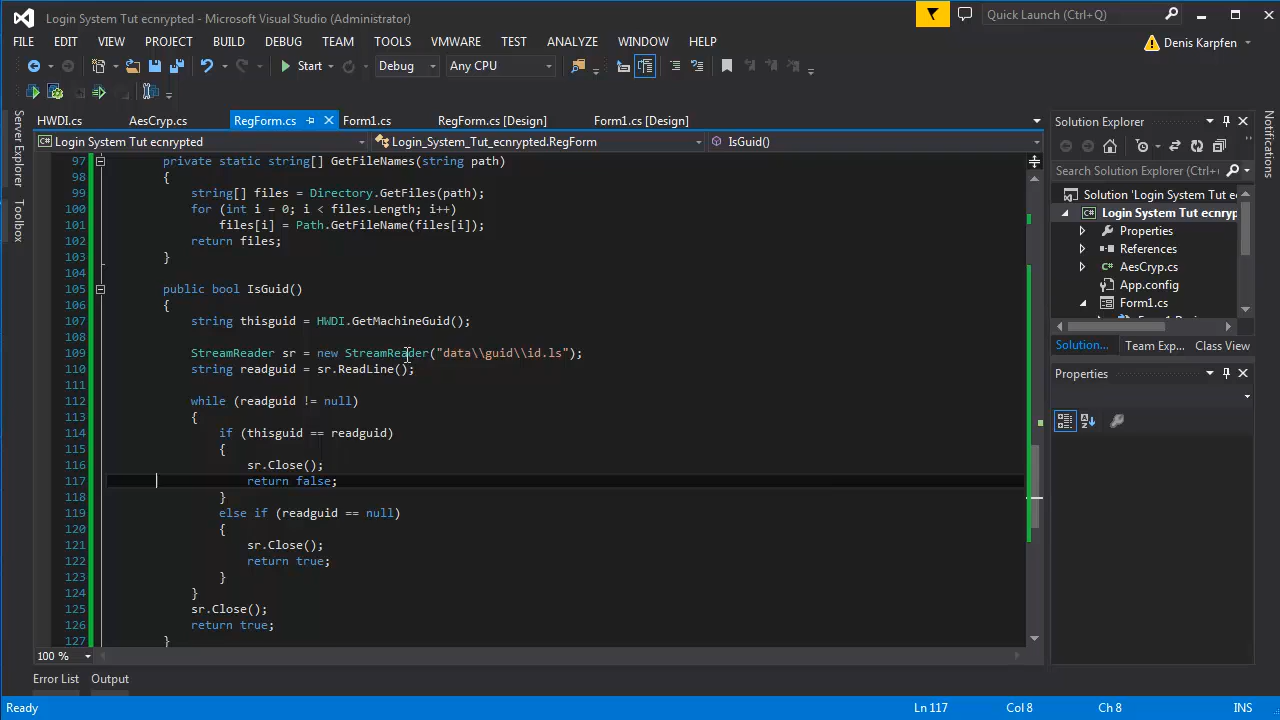 Login System Tut ecnrypted - Microsoft Visual Studio (Administrator)
Quick Launch (Ctrl+Q)
FILE EDIT VIEW PROJECT BUILD DEBUG TEAM TOOLS VMWARE TEST ANALYZE WINDOW HELP
Denis Karpfen
Start Debug Any CPU
HWDI.cs AesCryp.cs RegForm.cs Form1.cs RegForm.cs [Design] Form1.cs [Design]
Login System Tut ecnrypted Login_System_Tut_ecnrypted.RegForm IsGuid()
97 private static string[] GetFileNames(string path)
98 {
99 string[] files = Directory.GetFiles(path);
100 for (int i = 0; i < files.Length; i++)
101 files[i] = Path.GetFileName(files[i]);
102 return files;
103 }
104
105 public bool IsGuid()
106 {
107 string thisguid = HWDI.GetMachineGuid();
108
109 StreamReader sr = new StreamReader("data\\guid\\id.ls");
110 string readguid = sr.ReadLine();
111
112 while (readguid != null)
113 {
114 if (thisguid == readguid)
115 {
116 sr.Close();
117 return false;
118 }
119 else if (readguid == null)
120 {
121 sr.Close();
122 return true;
123 }
124 }
125 sr.Close();
126 return true;
127 }
100 %
Server Explorer
Toolbox
Solution Explorer
Search Solution Explorer (Ctrl+
Solution 'Login System Tut ec
Login System Tut ecnryp
Properties
References
AesCryp.cs
App.config
Form1.cs
Solution... Team Exp... Class View
Properties
Notifications
Error List Output
Ready Ln 117 Col 8 Ch 8 INS